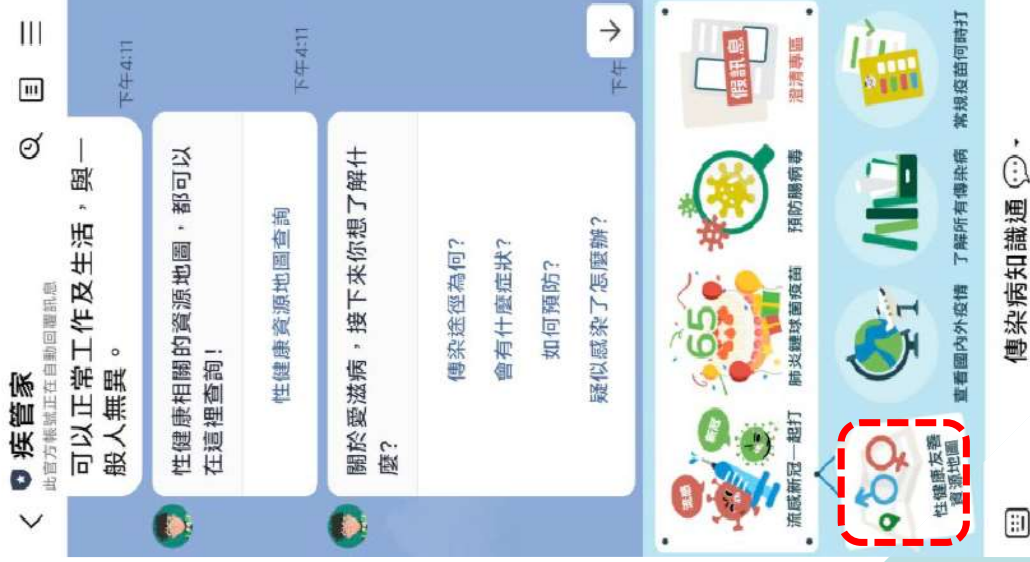 疾管家
此官方帳號正在自動回覆訊息
可以正常工作及生活，與一
般人無異。
下午4:11
性健康相關的資源地圖，都可以
在這裡查詢！
性健康資源地圖查詢
下午4:11
關於愛滋病，接下來你想了解什
麼？
傳染途徑為何？
會有什麼症狀？
如何預防？
疑似感染了怎麼辦？
下午
流感
新冠
流感新冠一起打
65
肺炎鏈球菌疫苗
預防腸病毒
假訊息
澄清專區
性健康友善
資源地圖
查看國內外疫情
了解所有傳染病
常規疫苗何時打
傳染病知識通